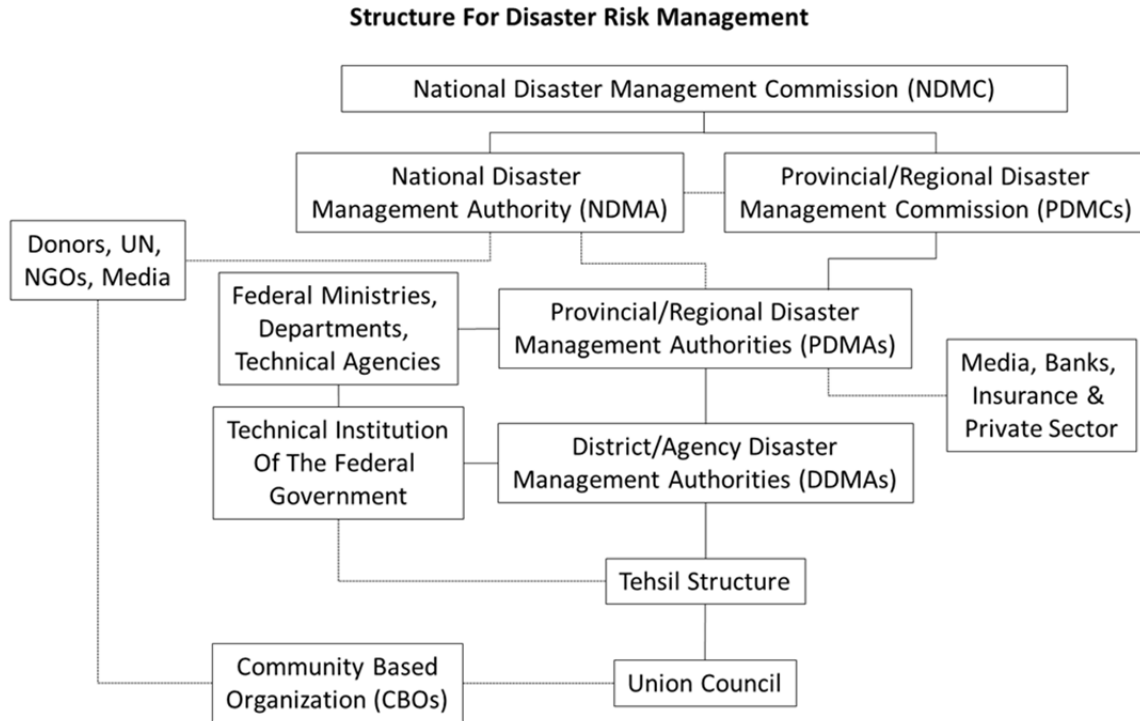 Structure For Disaster Risk Management
National Disaster Management Commission (NDMC)
National Disaster
Management Authority (NDMA)
Provincial/Regional Disaster
Management Commission (PDMCs)
Donors, UN,
NGOs, Media
Federal Ministries,
Departments,
Technical Agencies
Provincial/Regional Disaster
Management Authorities (PDMAs)
Media, Banks,
Insurance &
Private Sector
Technical Institution
Of The Federal
Government
District/Agency Disaster
Management Authorities (DDMAs)
Tehsil Structure
Community Based
Organization (CBOs)
Union Council